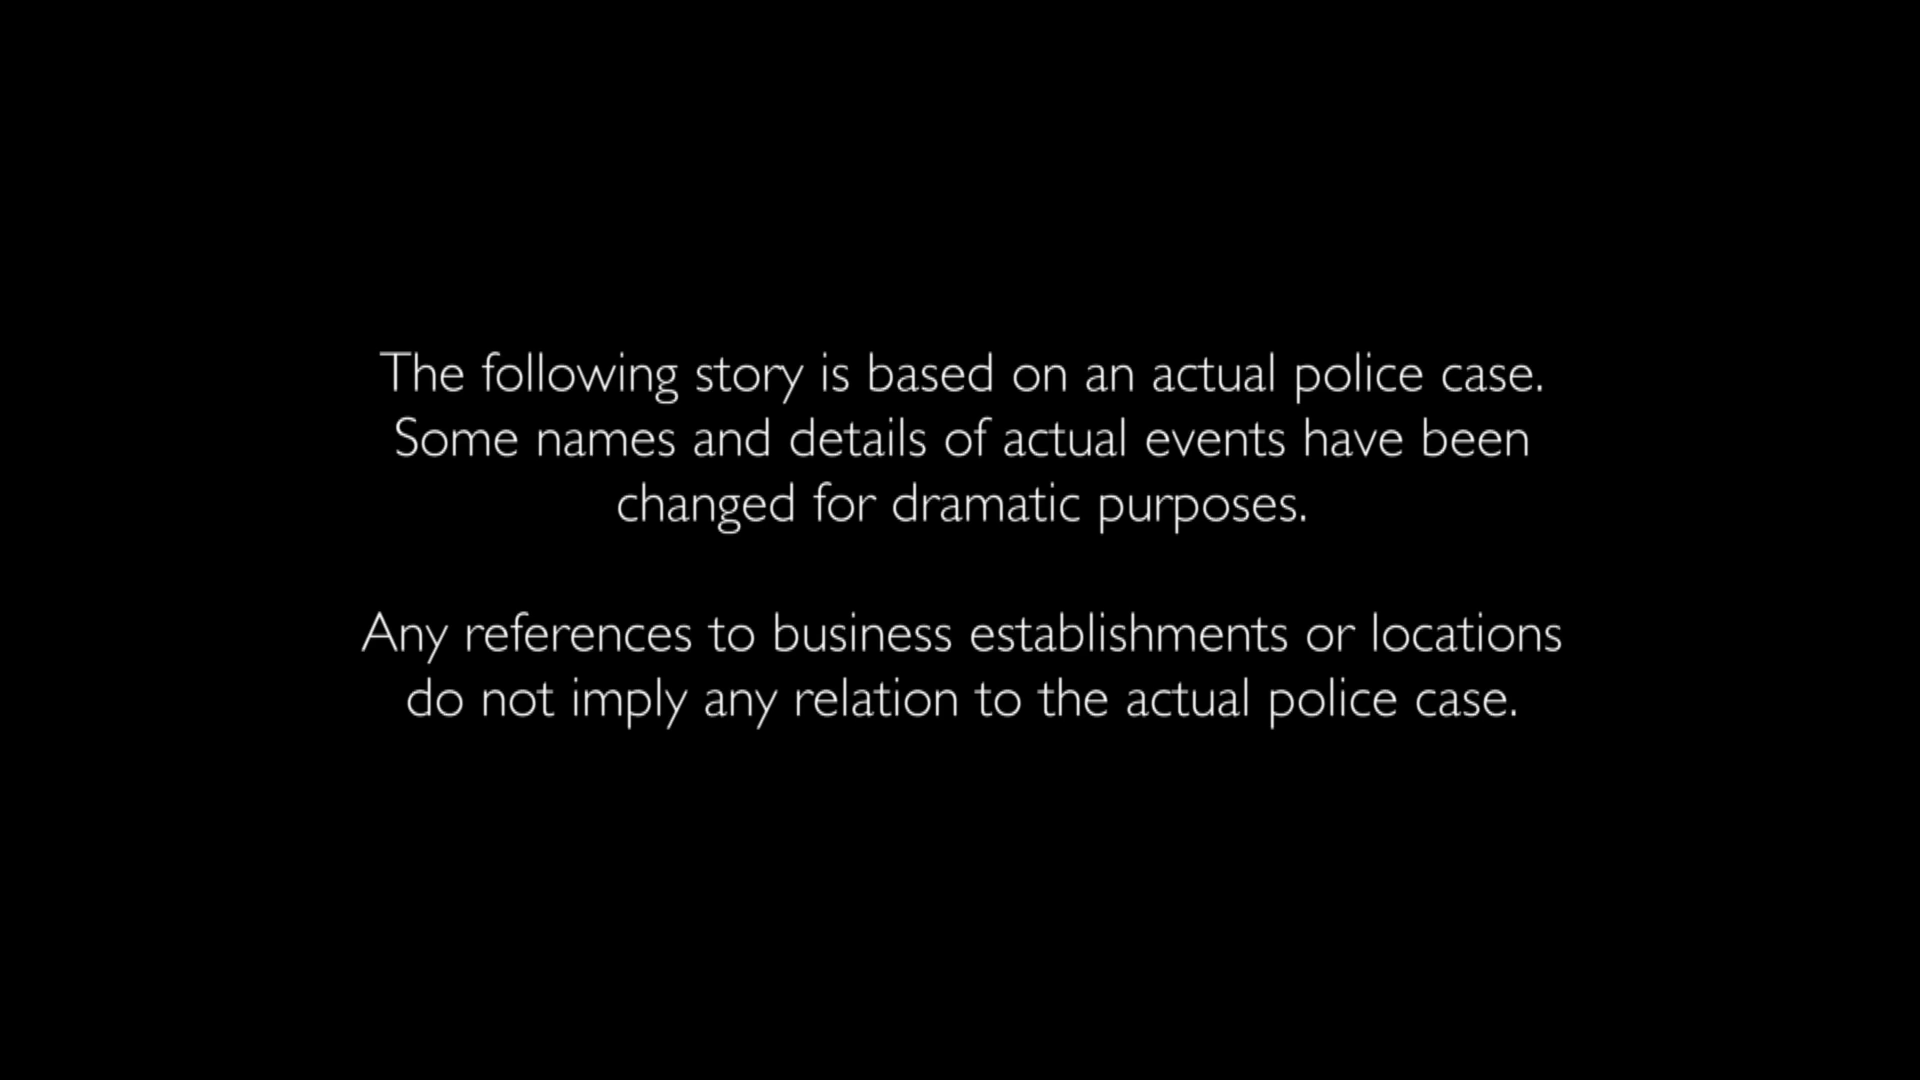 The following story is based on an actual police case.
Some names and details of actual events have been
changed for dramatic purposes.
Any references to business establishments or locations
do not imply any relation to the actual police case.